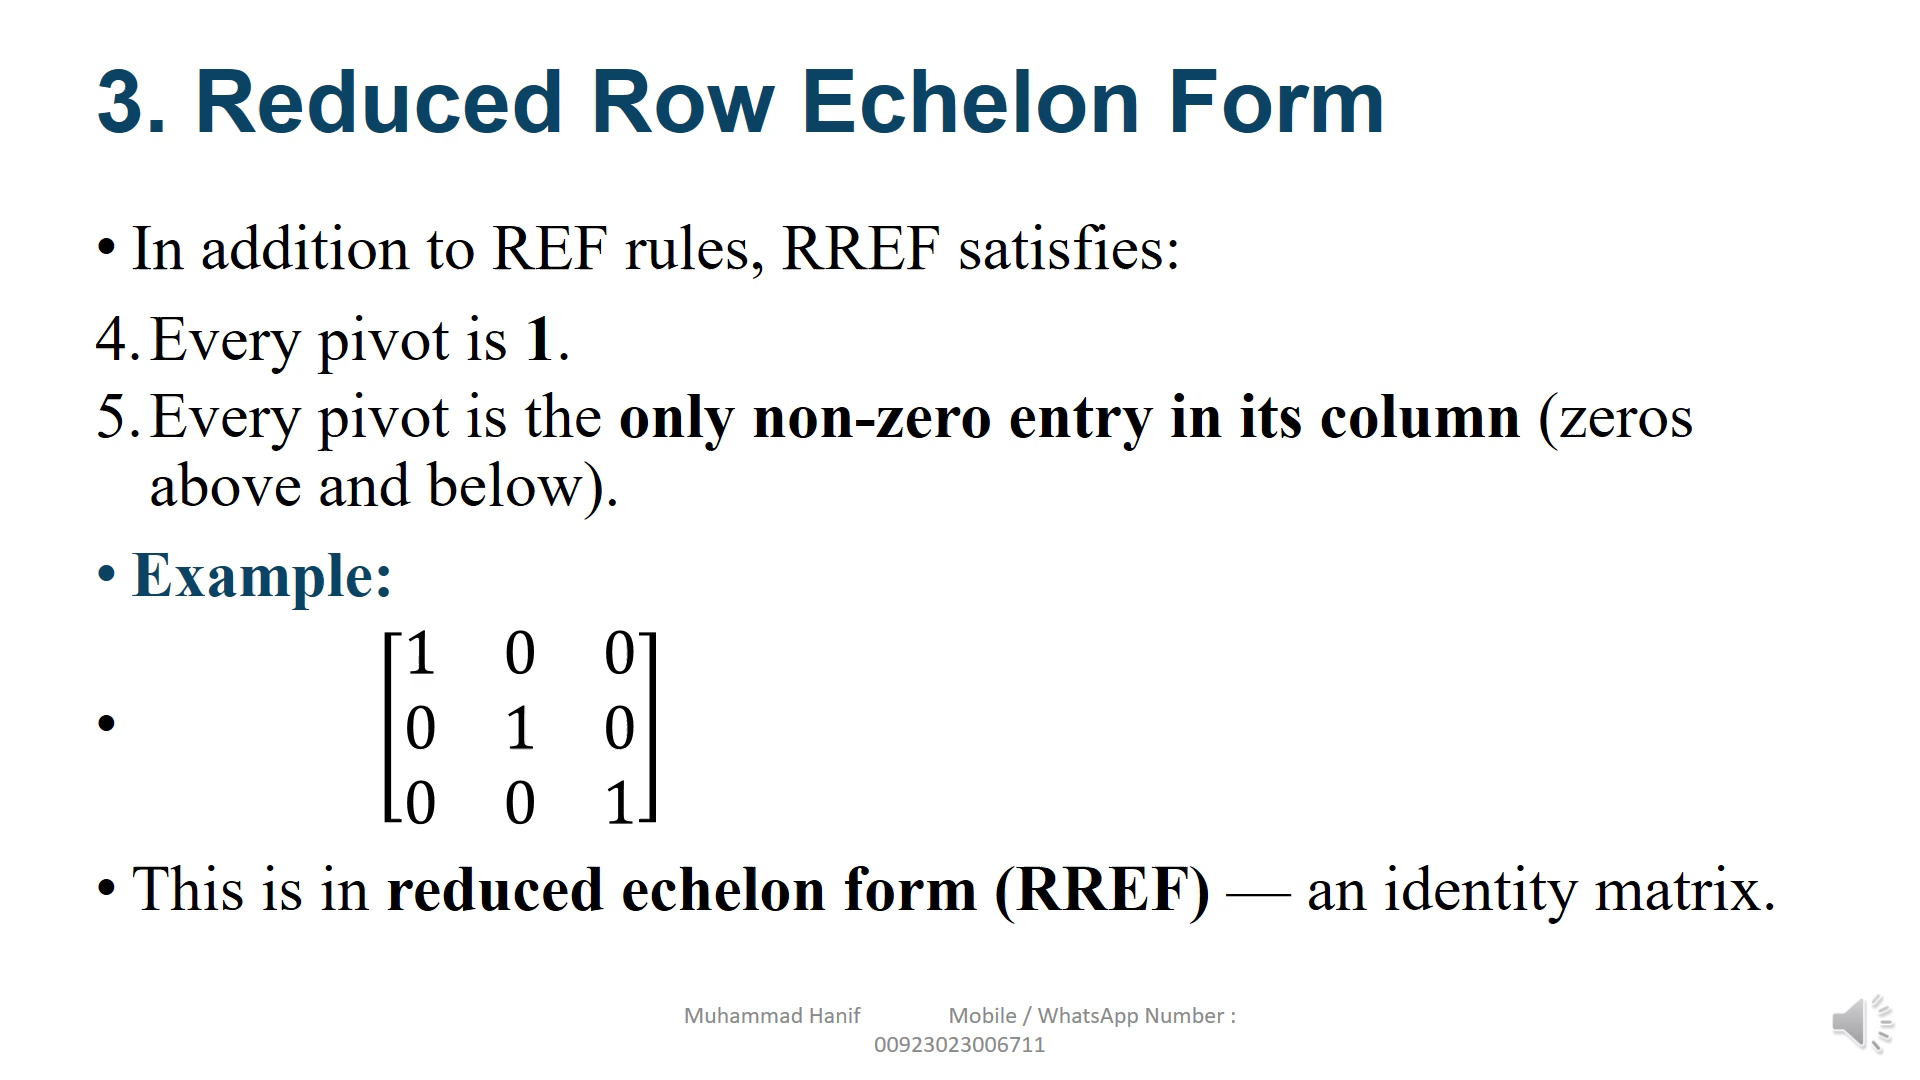 3. Reduced Row Echelon Form
• In addition to REF rules, RREF satisfies:
4. Every pivot is 1.
5. Every pivot is the only non-zero entry in its column (zeros
above and below).
• Example:
1 0 0
• 0 1 0
0 0 1
• This is in reduced echelon form (RREF) — an identity matrix.
Muhammad Hanif Mobile / WhatsApp Number :
00923023006711